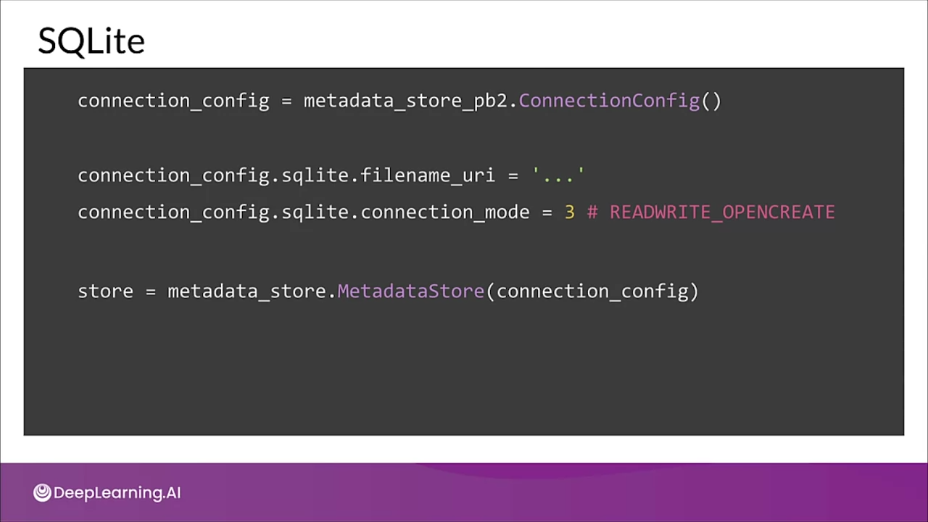 SQLite
connection_config = metadata_store_pb2.ConnectionConfig()
connection_config.sqlite.filename_uri = '...'
connection_config.sqlite.connection_mode = 3 # READWRITE_OPENCREATE
store = metadata_store.MetadataStore(connection_config)
DeepLearning.AI